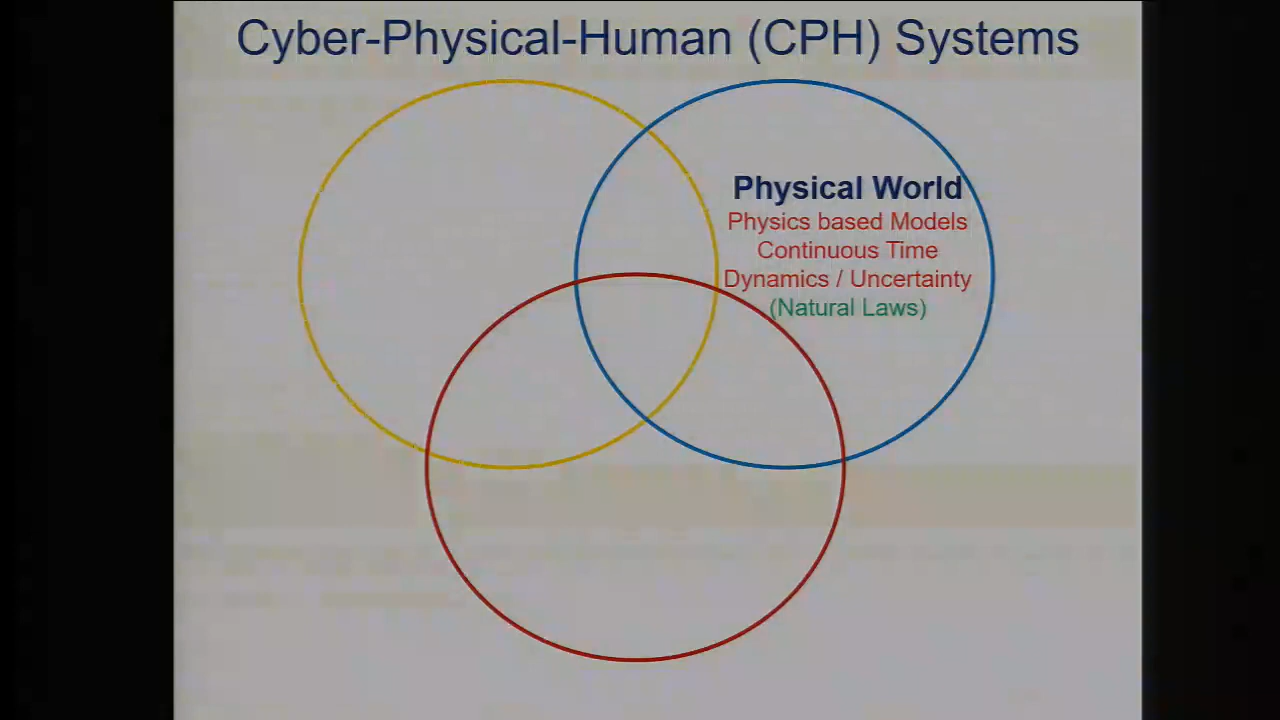 Cyber-Physical-Human (CPH) Systems
Physical World
Physics based Models
Continuous Time
Dynamics / Uncertainty
(Natural Laws)